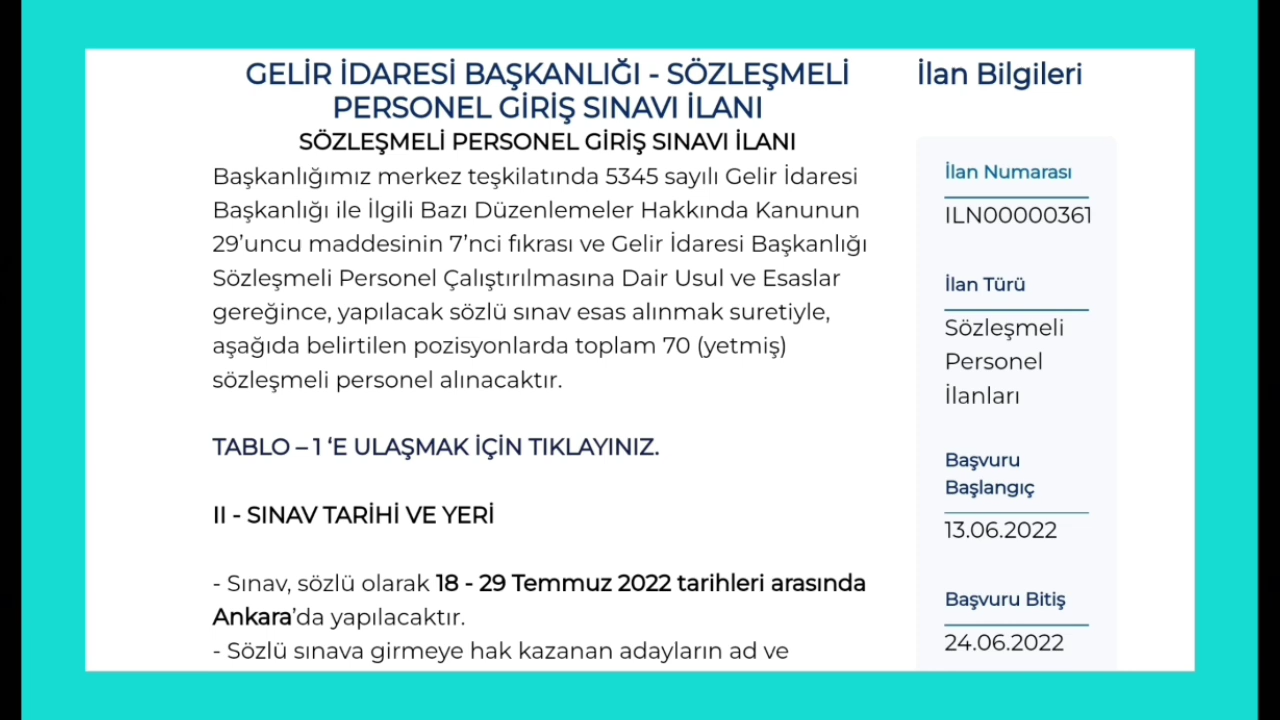 GELİR İDARESİ BAŞKANLIĞI - SÖZLEŞMELİ
PERSONEL GİRİŞ SINAVI İLANI
SÖZLEŞMELİ PERSONEL GİRİŞ SINAVI İLANI
Başkanlığımız merkez teşkilatında 5345 sayılı Gelir İdaresi
Başkanlığı ile İlgili Bazı Düzenlemeler Hakkında Kanunun
29’uncu maddesinin 7’nci fıkrası ve Gelir İdaresi Başkanlığı
Sözleşmeli Personel Çalıştırılmasına Dair Usul ve Esaslar
gereğince, yapılacak sözlü sınav esas alınmak suretiyle,
aşağıda belirtilen pozisyonlarda toplam 70 (yetmiş)
sözleşmeli personel alınacaktır.
TABLO – 1 ‘E ULAŞMAK İÇİN TIKLAYINIZ.
II - SINAV TARİHİ VE YERİ
- Sınav, sözlü olarak 18 - 29 Temmuz 2022 tarihleri arasında
Ankara’da yapılacaktır.
- Sözlü sınava girmeye hak kazanan adayların ad ve
İlan Bilgileri
İlan Numarası
ILN00000361
İlan Türü
Sözleşmeli
Personel
İlanları
Başvuru
Başlangıç
13.06.2022
Başvuru Bitiş
24.06.2022